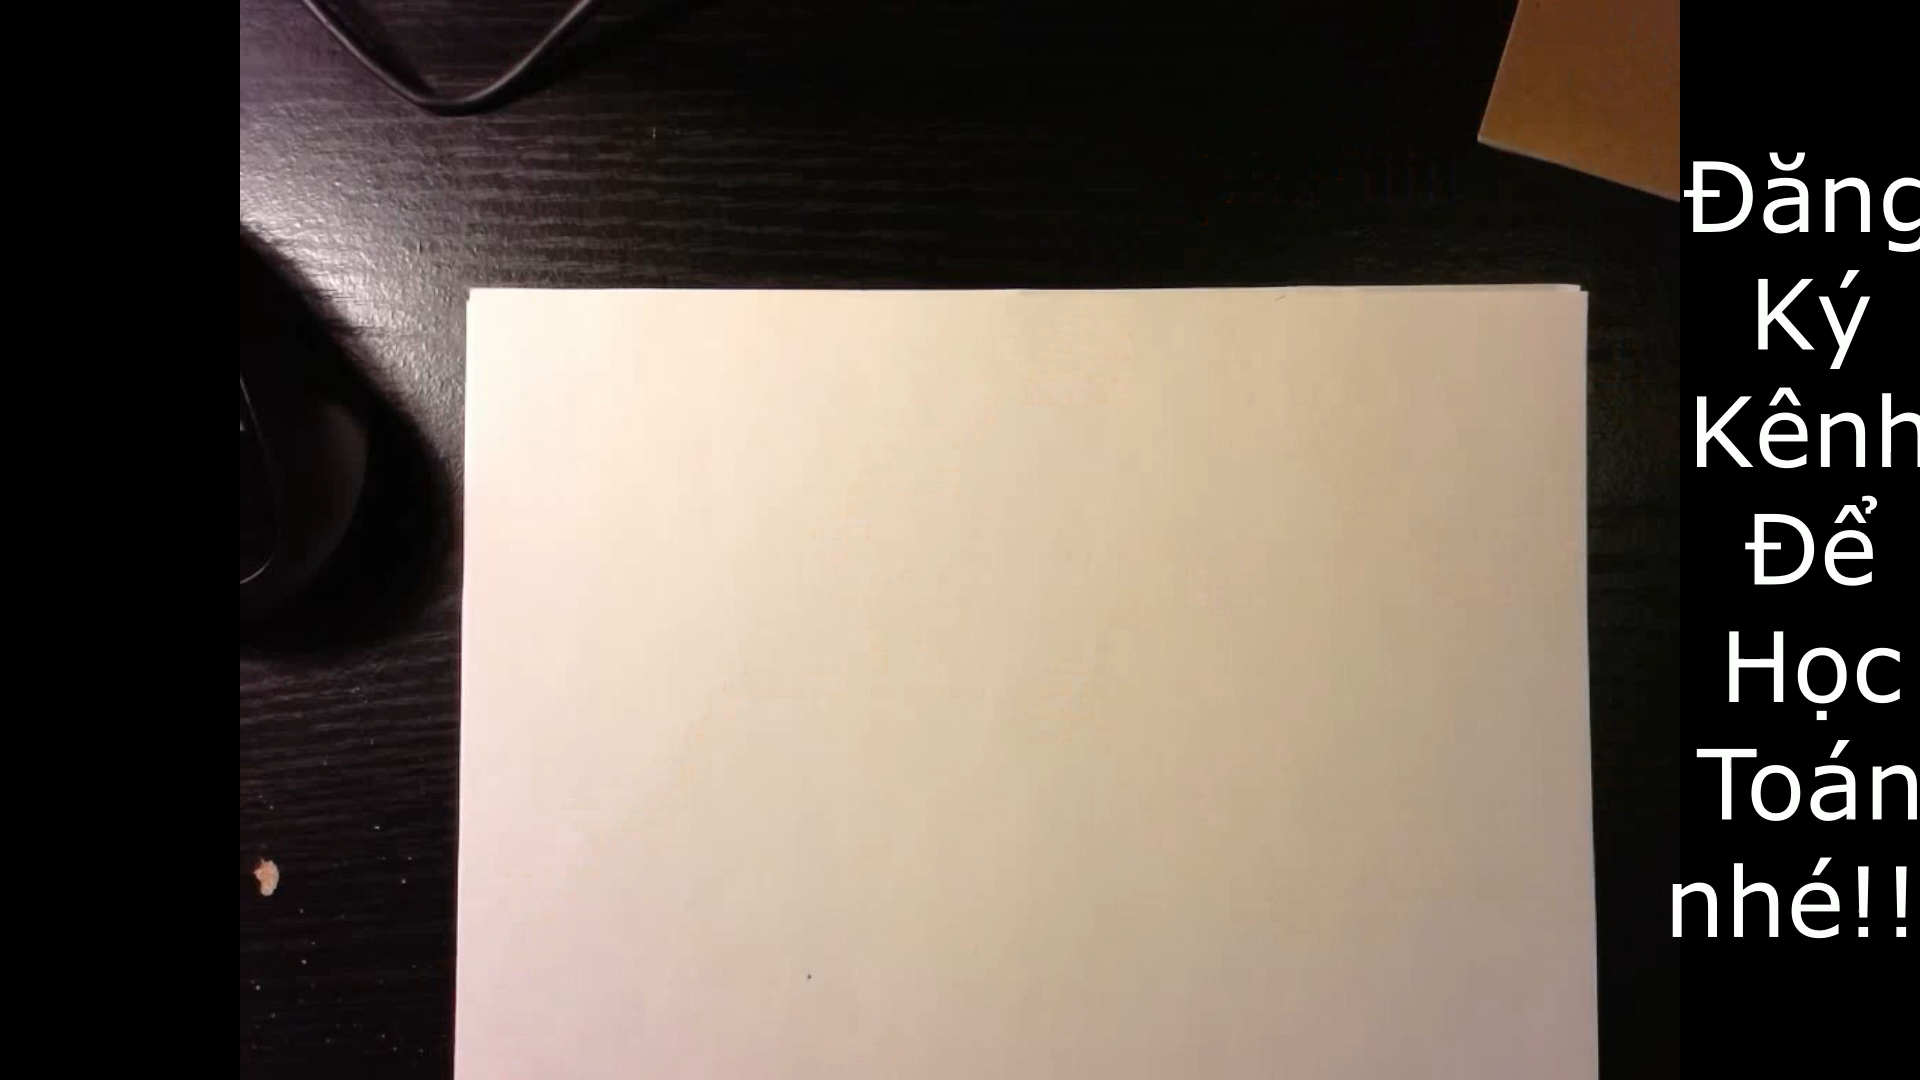 Đăng
Ký
Kênh
Để
Học
Toán
nhé!!